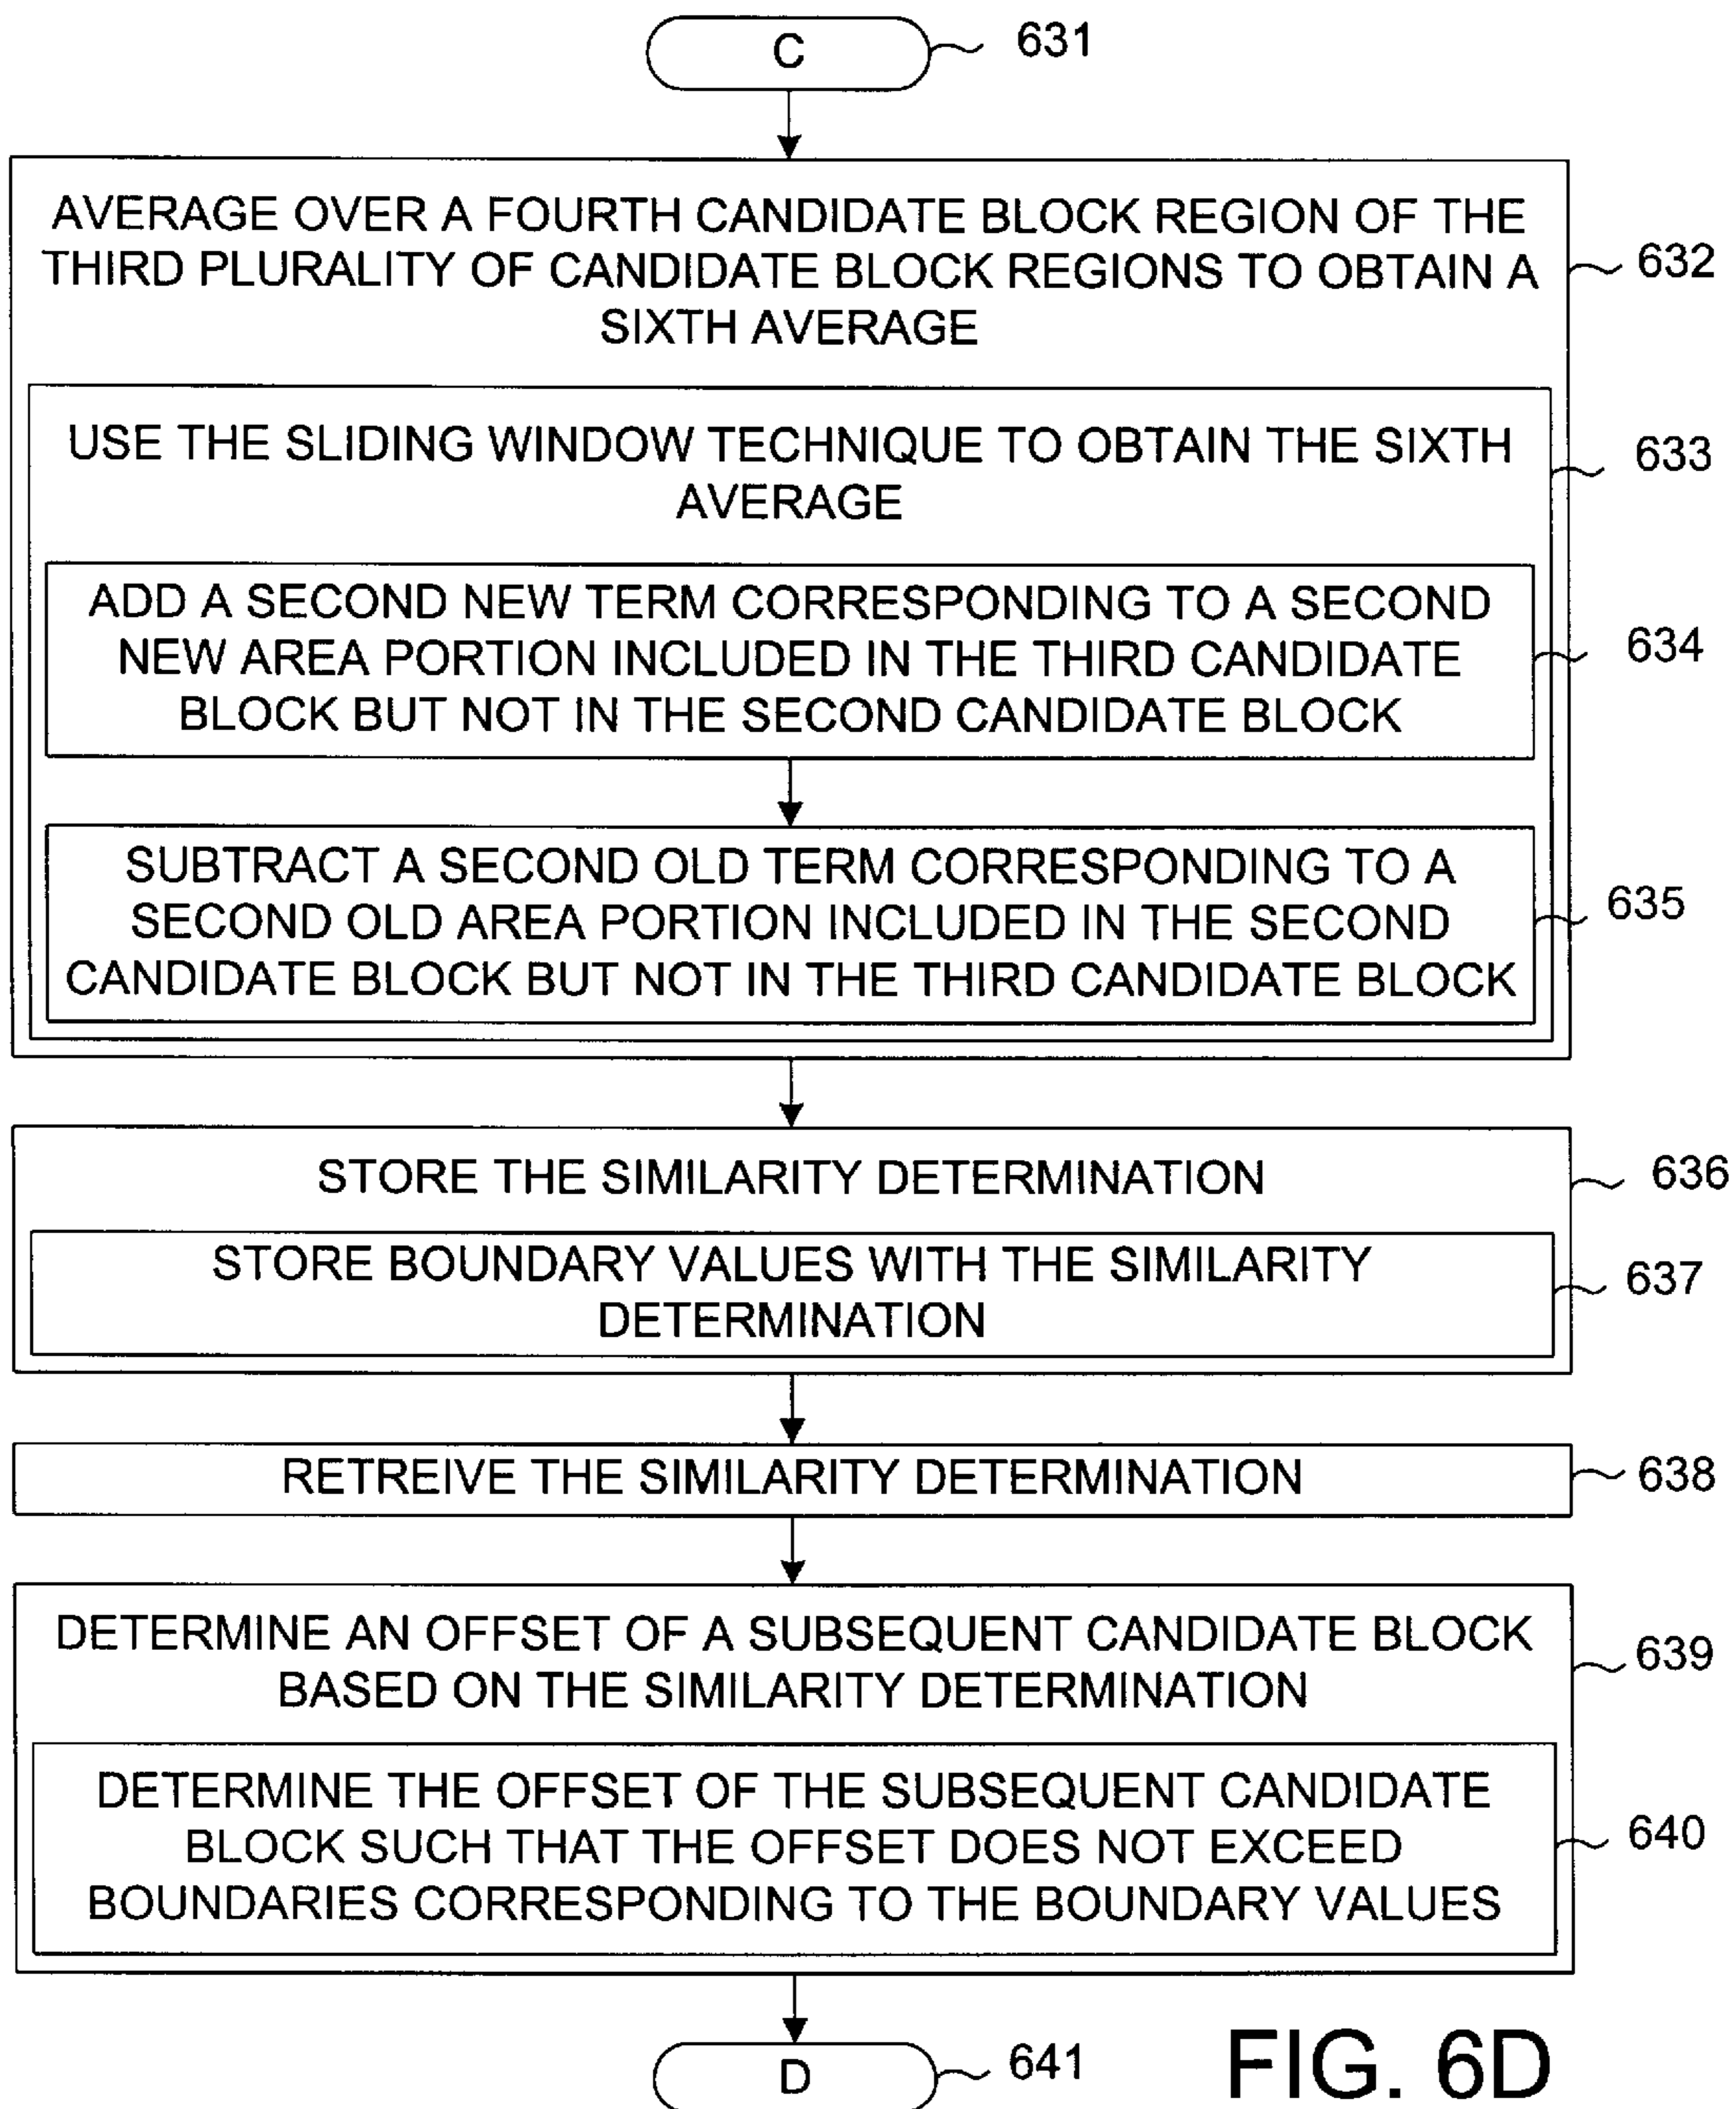 C
631
AVERAGE OVER A FOURTH CANDIDATE BLOCK REGION OF THE
THIRD PLURALITY OF CANDIDATE BLOCK REGIONS TO OBTAIN A
SIXTH AVERAGE
632
USE THE SLIDING WINDOW TECHNIQUE TO OBTAIN THE SIXTH
AVERAGE
633
ADD A SECOND NEW TERM CORRESPONDING TO A SECOND
NEW AREA PORTION INCLUDED IN THE THIRD CANDIDATE
BLOCK BUT NOT IN THE SECOND CANDIDATE BLOCK
634
SUBTRACT A SECOND OLD TERM CORRESPONDING TO A
SECOND OLD AREA PORTION INCLUDED IN THE SECOND
CANDIDATE BLOCK BUT NOT IN THE THIRD CANDIDATE BLOCK
635
STORE THE SIMILARITY DETERMINATION
636
STORE BOUNDARY VALUES WITH THE SIMILARITY
DETERMINATION
637
RETREIVE THE SIMILARITY DETERMINATION
638
DETERMINE AN OFFSET OF A SUBSEQUENT CANDIDATE BLOCK
BASED ON THE SIMILARITY DETERMINATION
639
DETERMINE THE OFFSET OF THE SUBSEQUENT CANDIDATE
BLOCK SUCH THAT THE OFFSET DOES NOT EXCEED
BOUNDARIES CORRESPONDING TO THE BOUNDARY VALUES
640
D
641
FIG. 6D